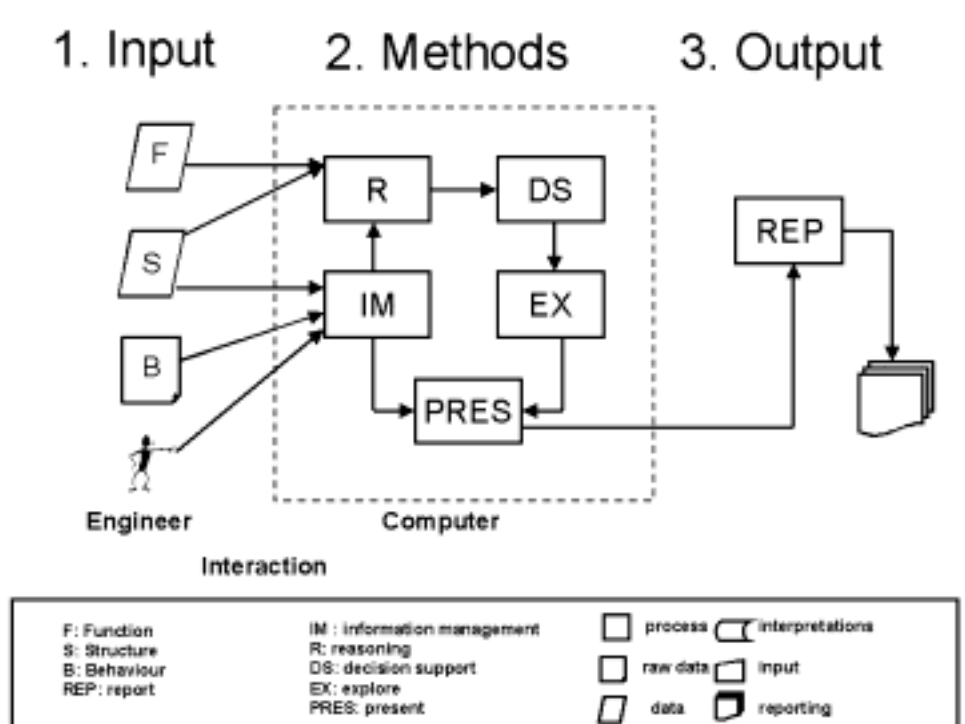 1. Input
2. Methods
3. Output
F
R
DS
REP
S
IM
EX
B
PRES
Engineer
Computer
Interaction
F: Function
S: Structure
B: Behaviour
REP: report
IM : information management
R: reasoning
DS: decision support
EX: explore
PRES: present
process
interpretations
raw data
Input
data
reporting